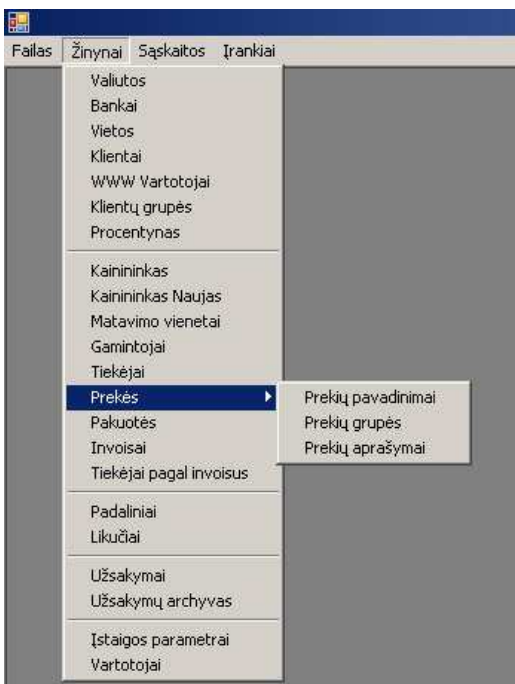 Failas Žinynai Sąskaitos Įrankiai
Valiutos
Bankai
Vietos
Klientai
WWW Vartotojai
Klientų grupės
Procentynas
Kainininkas
Kainininkas Naujas
Matavimo vienetai
Gamintojai
Tiekėjai
Prekės
Prekių pavadinimai
Prekių grupės
Prekių aprašymai
Pakuotės
Invoisai
Tiekėjai pagal invoisus
Padaliniai
Likučiai
Užsakymai
Užsakymų archyvas
Įstaigos parametrai
Vartotojai